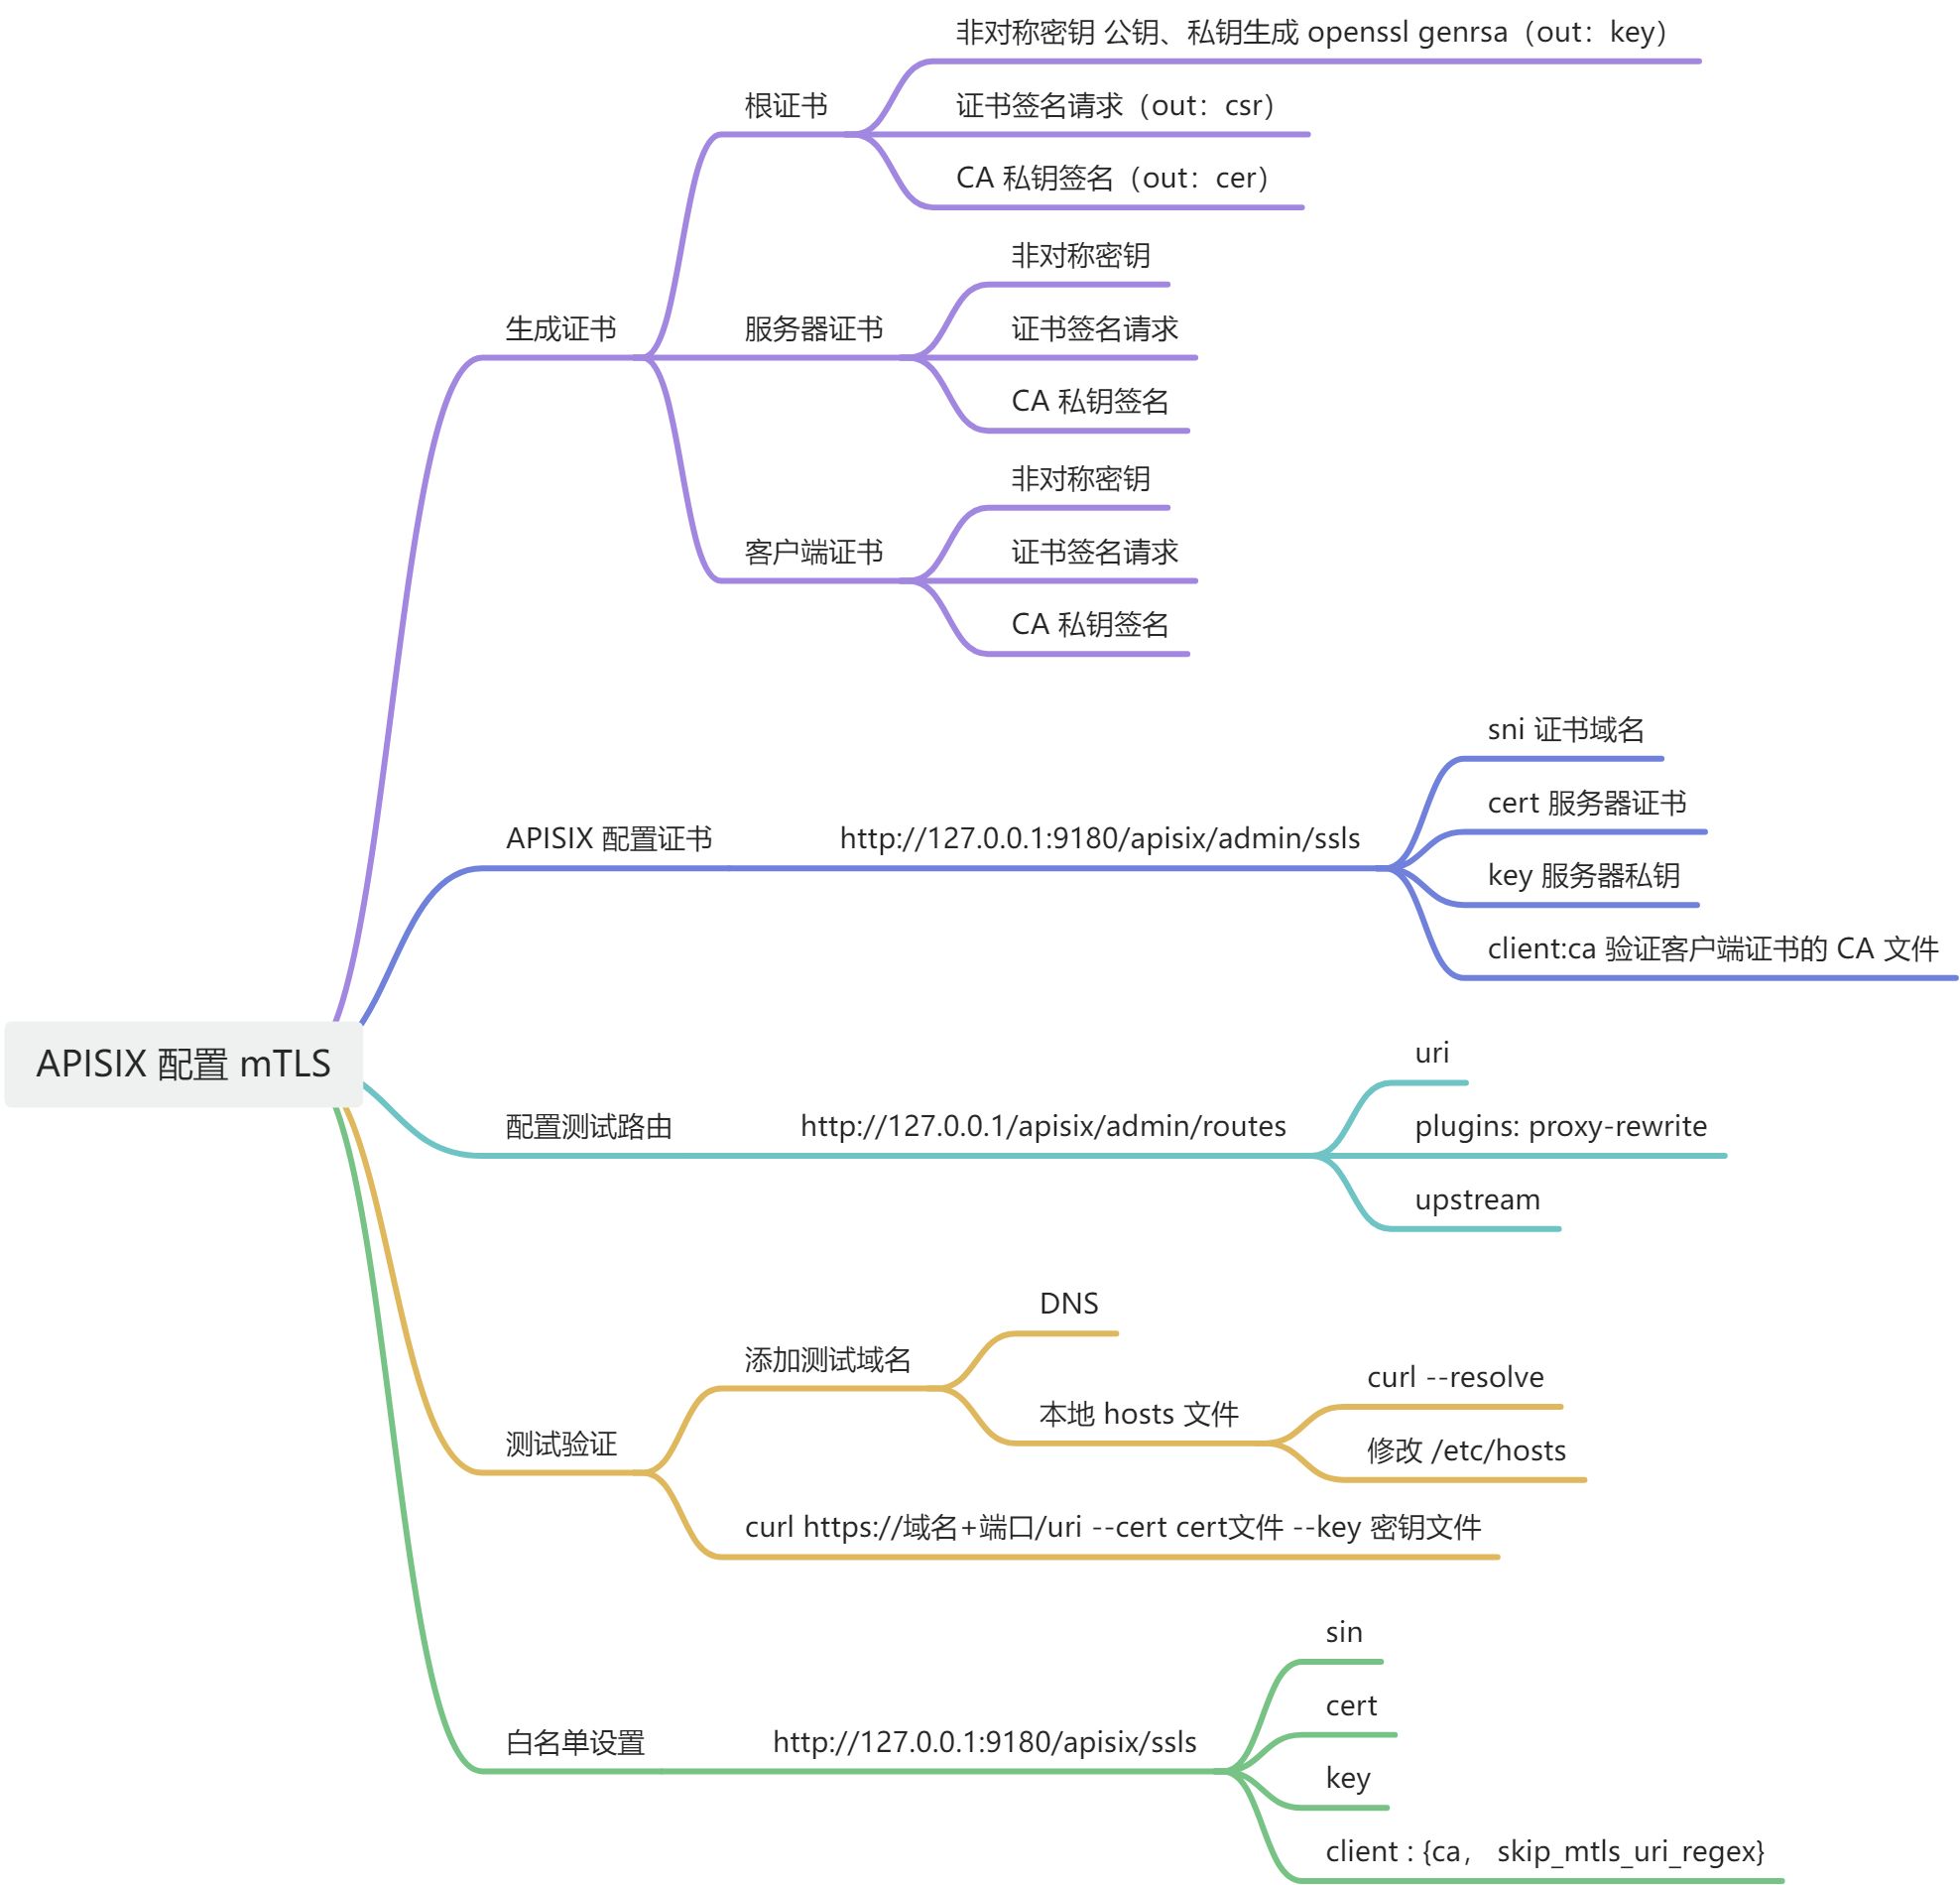 APISIX 配置 mTLS
生成证书
根证书
非对称密钥 公钥、私钥生成 openssl genrsa（out：key）
证书签名请求（out：csr）
CA 私钥签名（out：cer）
服务器证书
非对称密钥
证书签名请求
CA 私钥签名
客户端证书
非对称密钥
证书签名请求
CA 私钥签名
APISIX 配置证书
http://127.0.0.1:9180/apisix/admin/ssls
sni 证书域名
cert 服务器证书
key 服务器私钥
client:ca 验证客户端证书的 CA 文件
配置测试路由
http://127.0.0.1/apisix/admin/routes
uri
plugins: proxy-rewrite
upstream
测试验证
添加测试域名
DNS
本地 hosts 文件
curl --resolve
修改 /etc/hosts
curl https://域名+端口/uri --cert cert文件 --key 密钥文件
白名单设置
http://127.0.0.1:9180/apisix/ssls
sin
cert
key
client : {ca， skip_mtls_uri_regex}